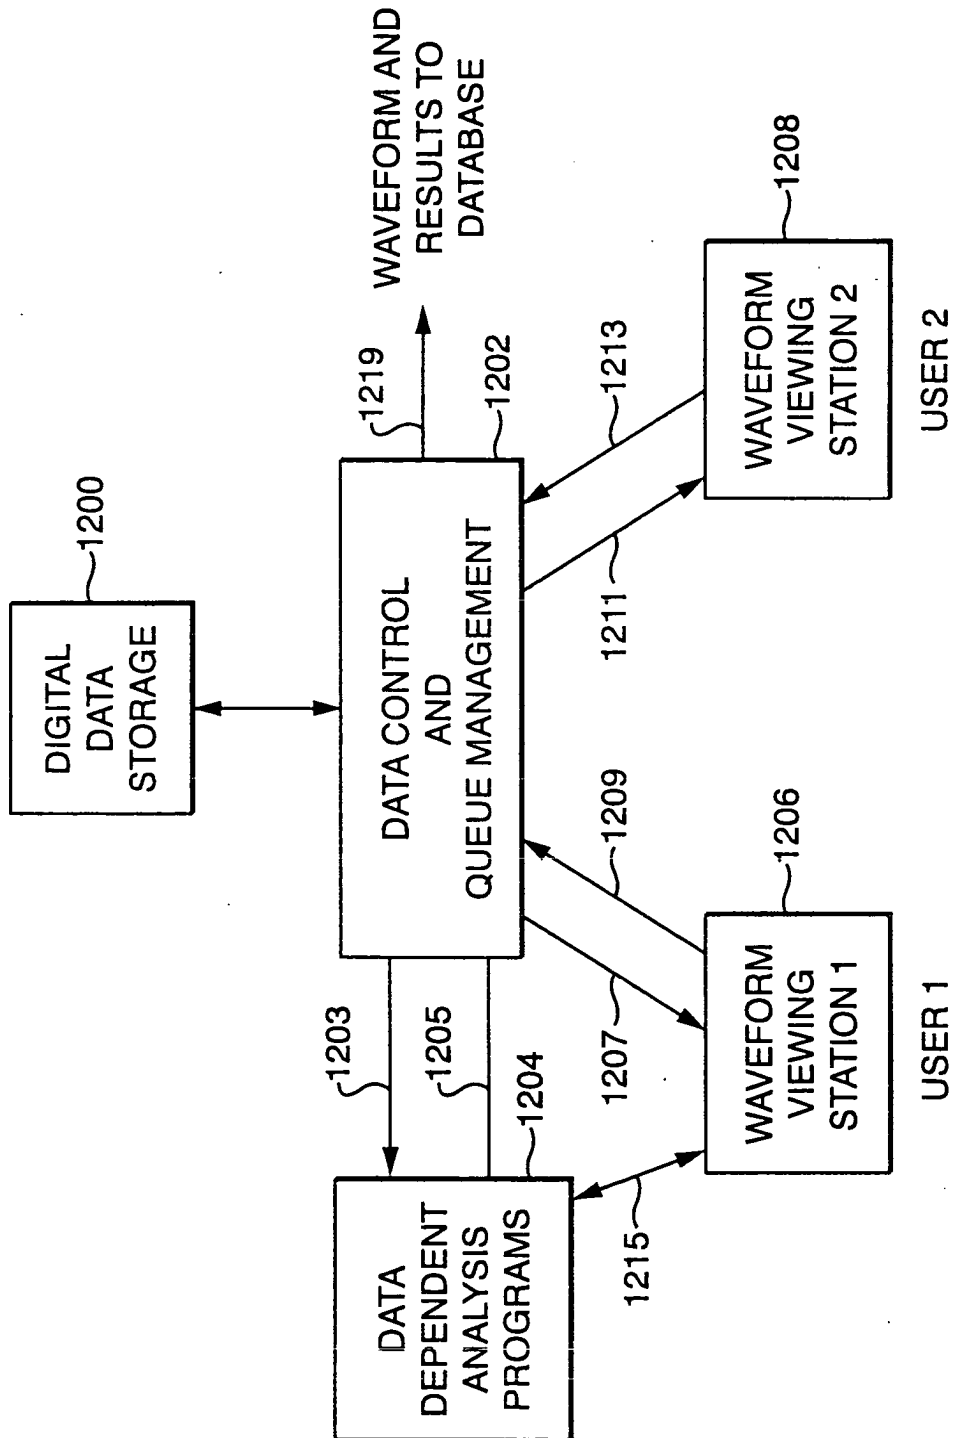 1200
DIGITAL
DATA
STORAGE
1219
WAVEFORM AND
RESULTS TO
DATABASE
1202
DATA CONTROL
AND
QUEUE MANAGEMENT
1203
1205
1204
DATA
DEPENDENT
ANALYSIS
PROGRAMS
1215
1207
1209
1206
WAVEFORM
VIEWING
STATION 1
USER 1
1211
1213
1208
WAVEFORM
VIEWING
STATION 2
USER 2